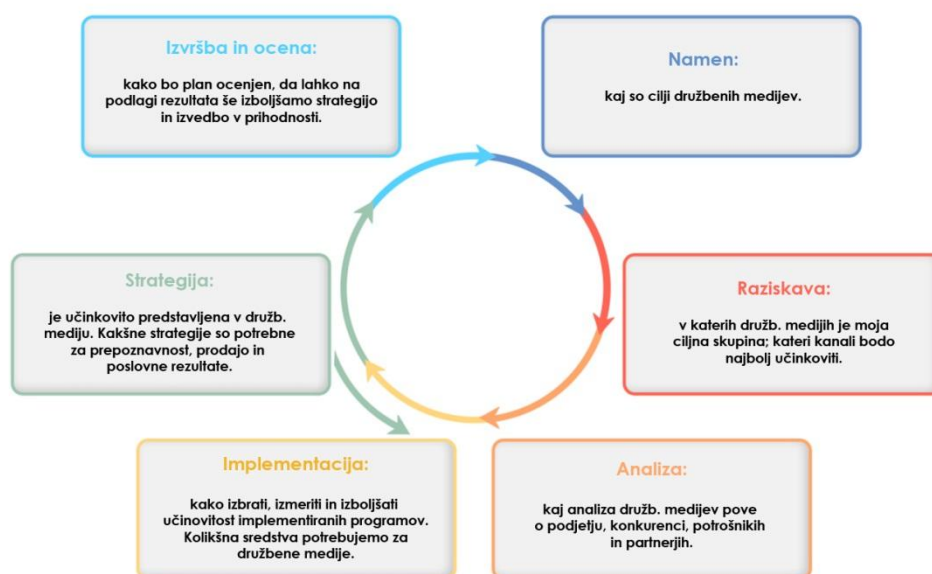 Izvršba in ocena:
kako bo plan ocenjen, da lahko na
podlagi rezultata še izboljšamo strategijo
in izvedbo v prihodnosti.
Namen:
kaj so cilji družbenih medijev.
Strategija:
je učinkovito predstavljena v družb.
mediju. Kakšne strategije so potrebne
za prepoznavnost, prodajo in
poslovne rezultate.
Raziskava:
v katerih družb. medijih je moja
ciljna skupina; kateri kanali bodo
najbolj učinkoviti.
Implementacija:
kako izbrati, izmeriti in izboljšati
učinovitost implementiranih programov.
Kolikšna sredstva potrebujemo za
družbene medije.
Analiza:
kaj analiza družb. medijev pove
o podjetju, konkurenci, potrošnikih
in partnerjih.